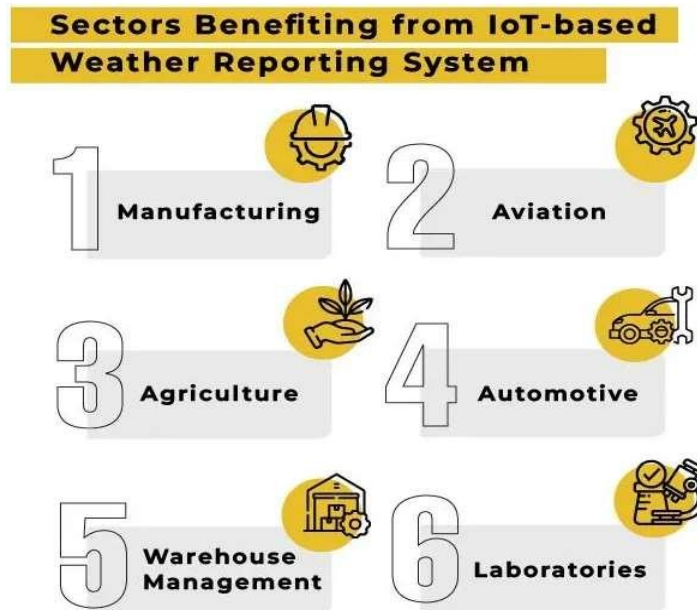 Sectors Benefiting from IoT-based
Weather Reporting System
1
Manufacturing
2
Aviation
3
Agriculture
4
Automotive
5
Warehouse
Management
6
Laboratories